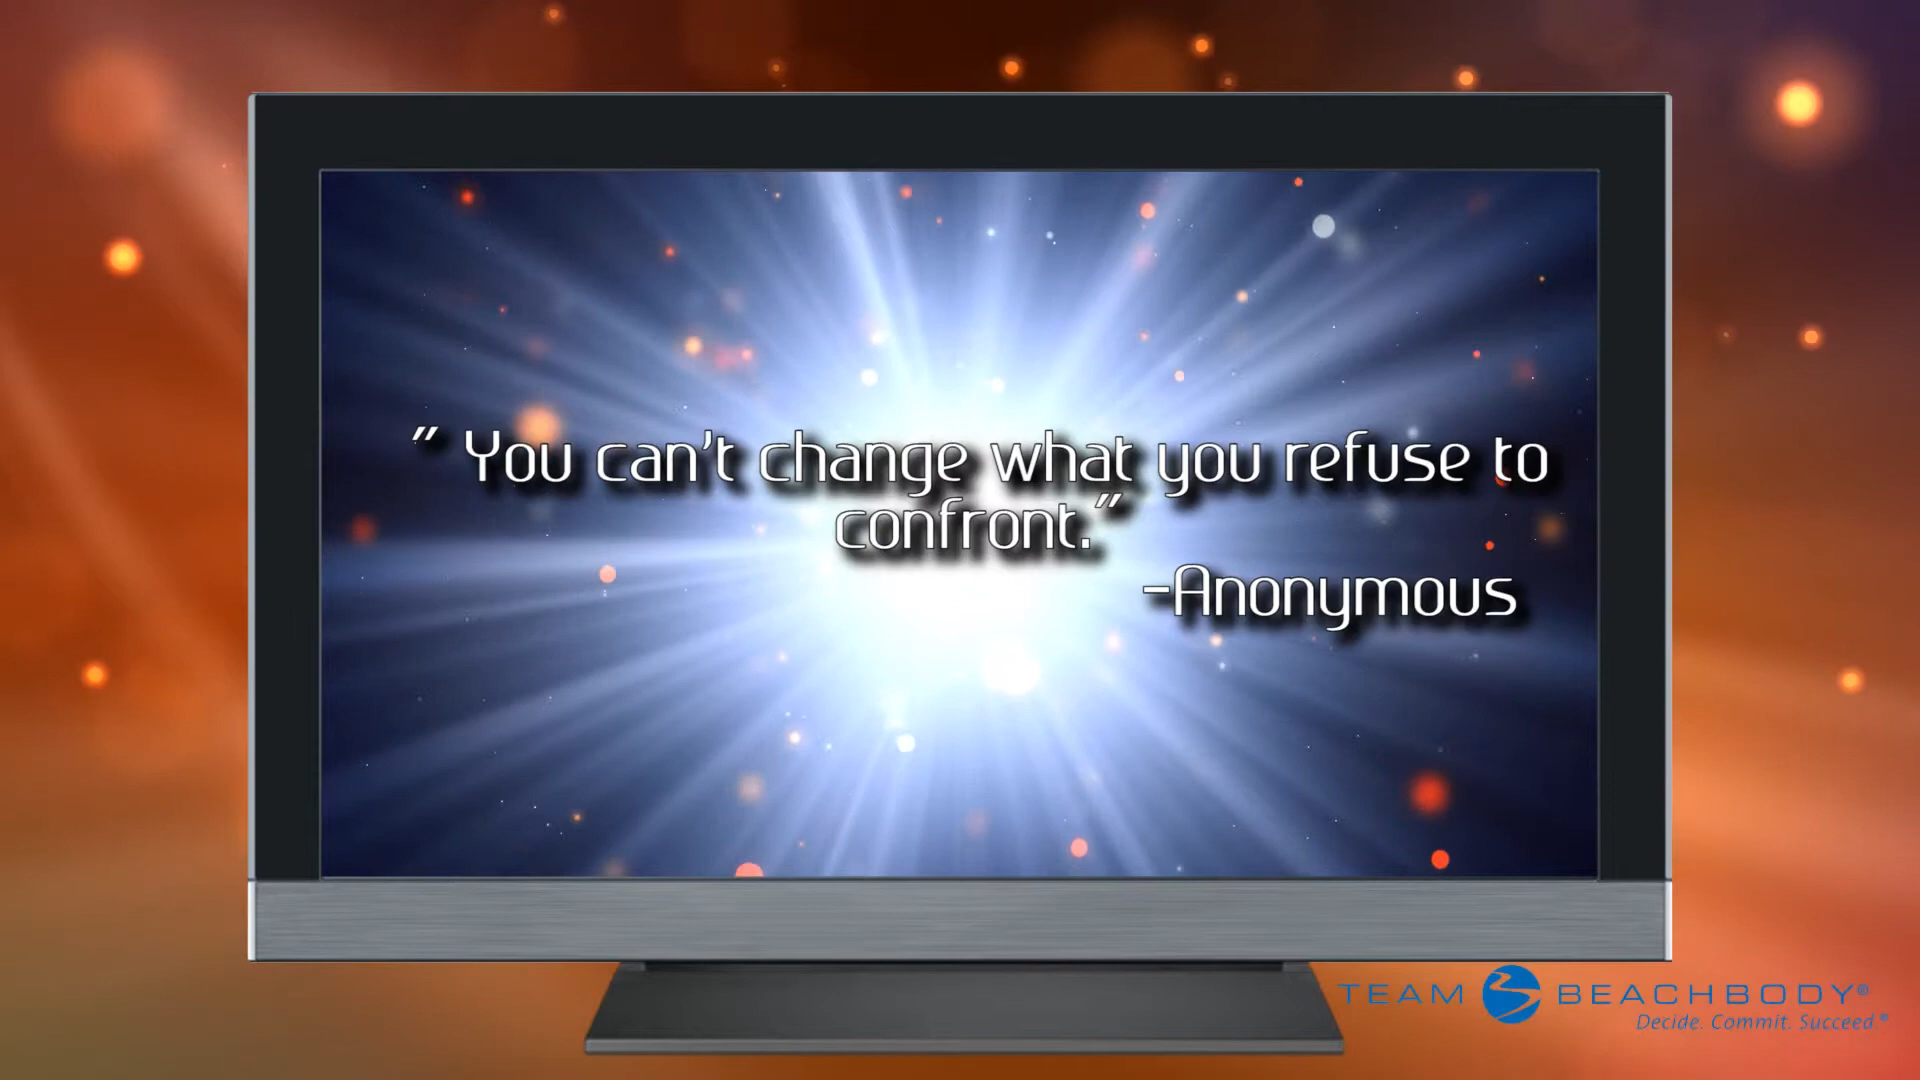 " You can't change what you refuse to
confront."
-Anonymous
TEAM BEACHBODY®
Decide. Commit. Succeed.®